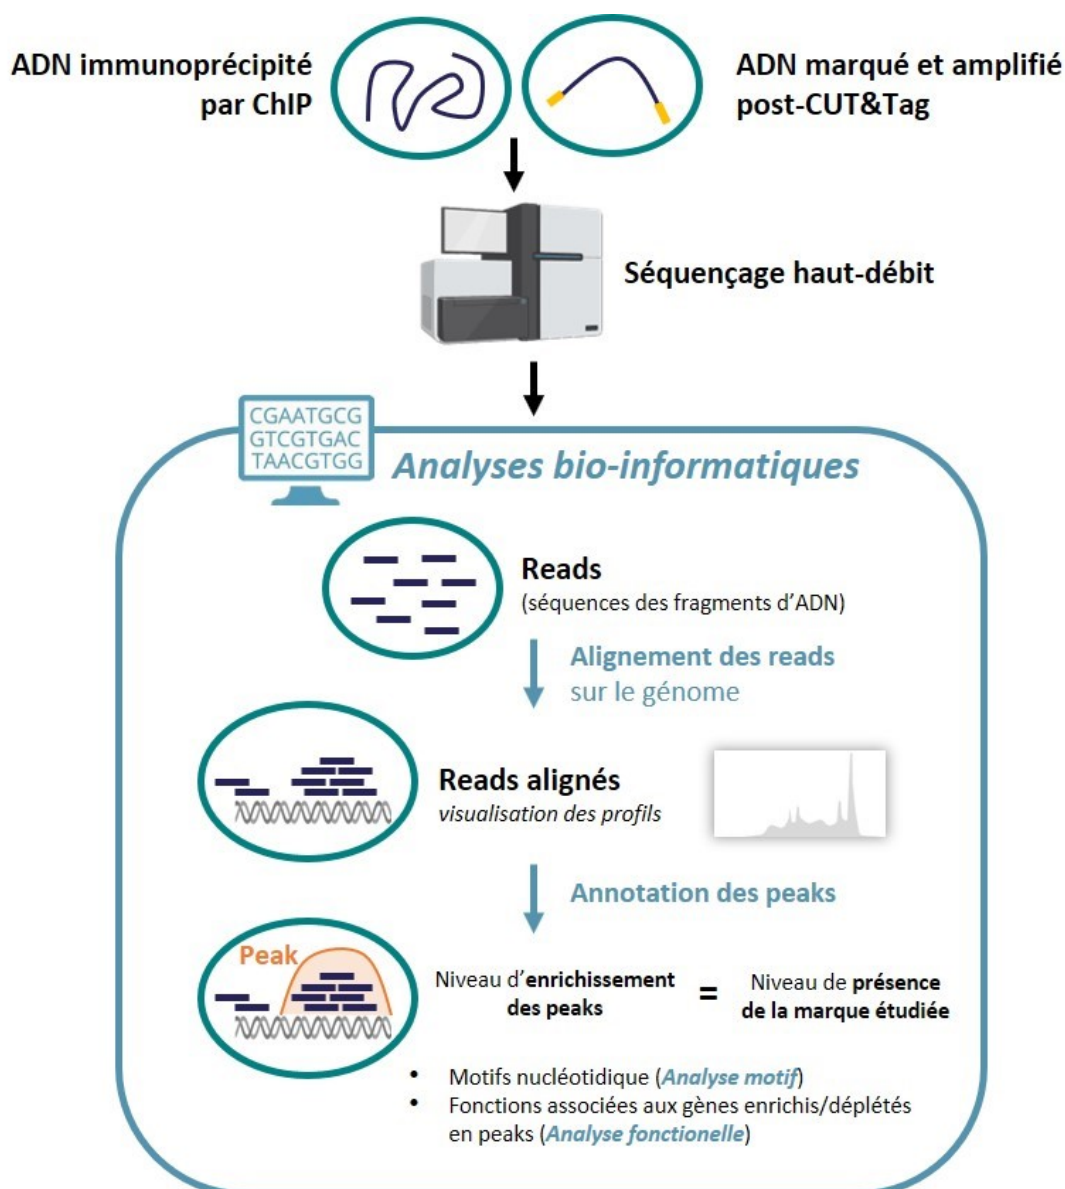 ADN immunoprécipité
par ChIP
ADN marqué et amplifié
post-CUT&Tag
Séquençage haut-débit
CGAATGCG
GTCGTGAC
TAACGTGG
Analyses bio-informatiques
Reads
(séquences des fragments d’ADN)
Alignement des reads
sur le génome
Reads alignés
visualisation des profils
Annotation des peaks
Peak
Niveau d’enrichissement
des peaks
=
Niveau de présence
de la marque étudiée
• Motifs nucléotidique (Analyse motif)
• Fonctions associées aux gènes enrichis/déplétés
en peaks (Analyse fonctionelle)